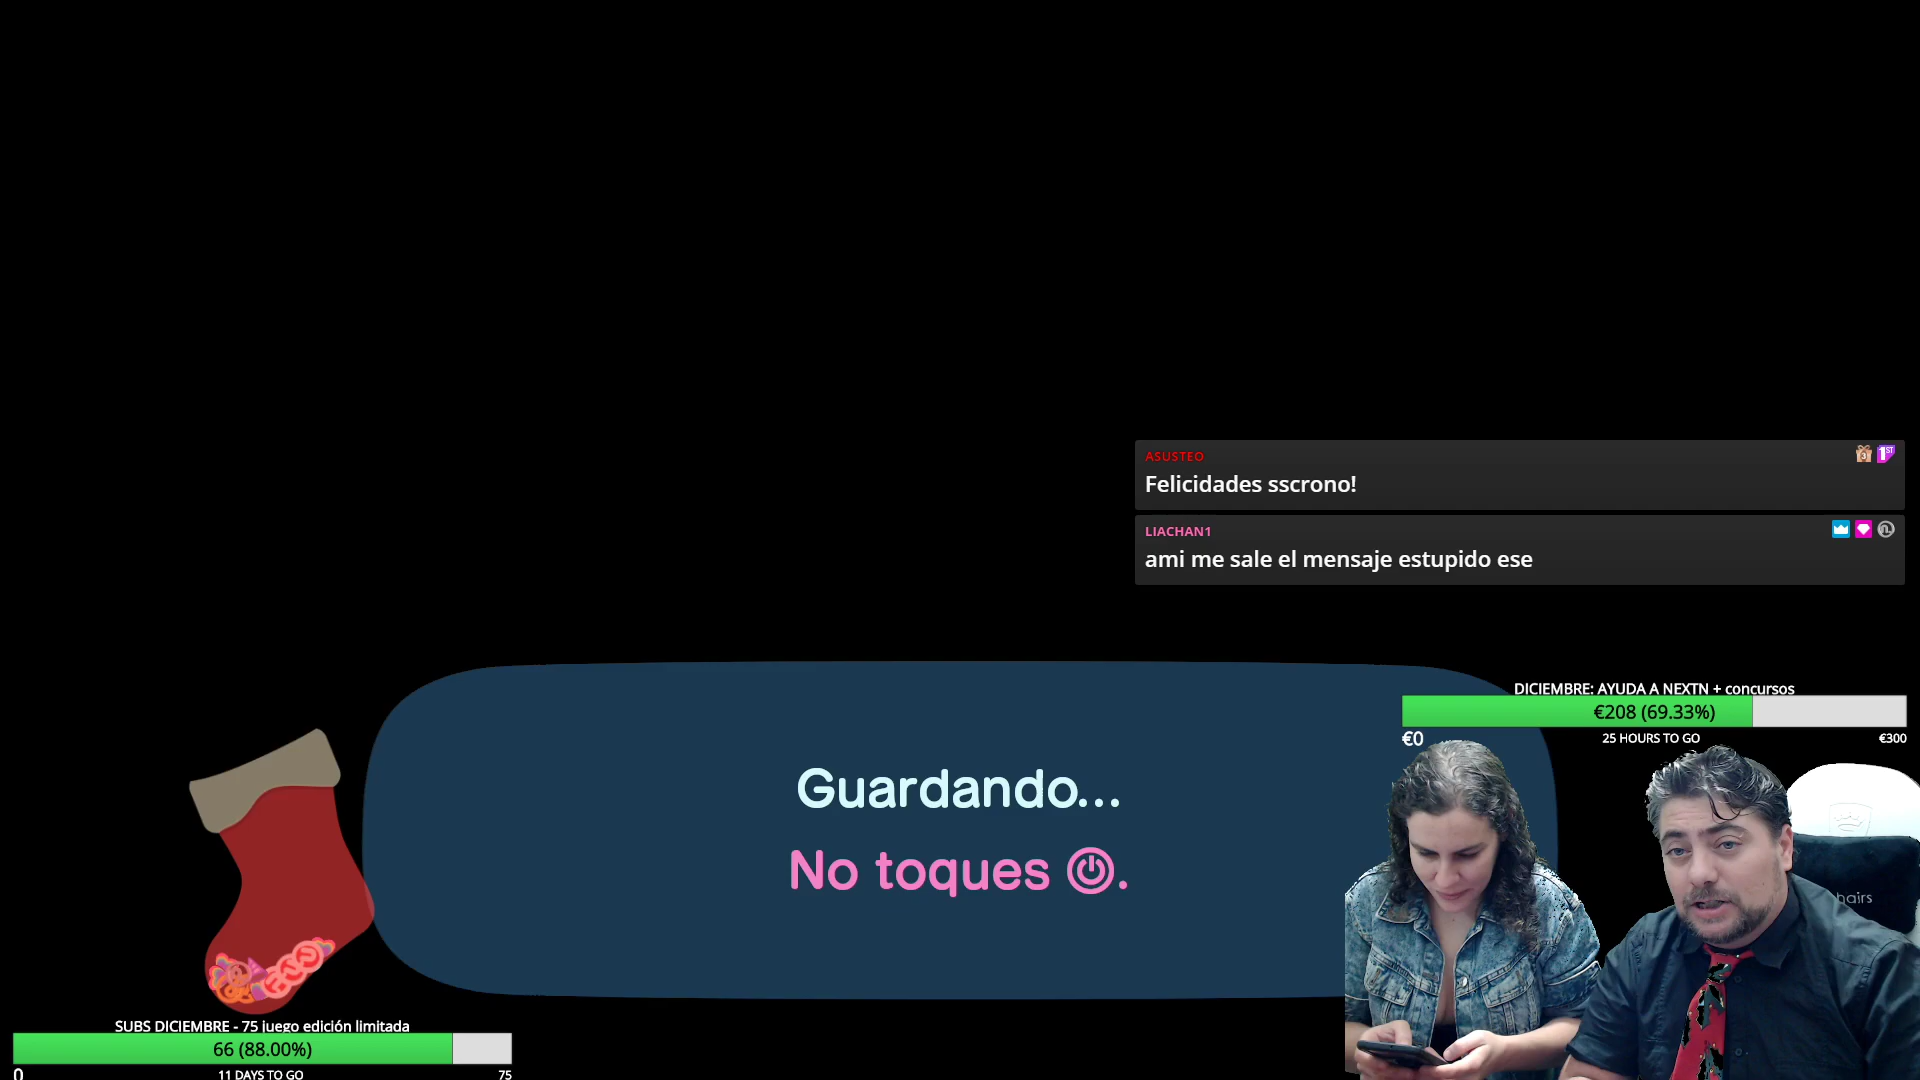 ASUSTEO
Felicidades sscrono!
LIACHAN1
ami me sale el mensaje estupido ese
DICIEMBRE: AYUDA A NEXTN + concursos
€208 (69.33%)
€0
25 HOURS TO GO
€300
Guardando...
No toques ⏻.
hairs
SUBS DICIEMBRE - 75 juego edición limitada
66 (88.00%)
0
11 DAYS TO GO
75